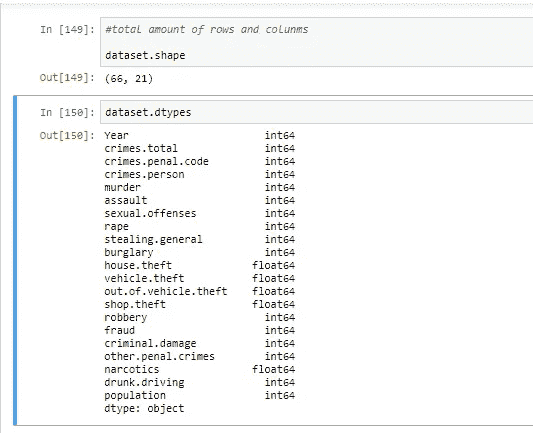 In [149]: #total amount of rows and colunms
dataset.shape
Out[149]: (66, 21)
In [150]: dataset.dtypes
Out[150]: Year int64
crimes.total int64
crimes.penal.code int64
crimes.person int64
murder int64
assault int64
sexual.offenses int64
rape int64
stealing.general int64
burglary int64
house.theft float64
vehicle.theft float64
out.of.vehicle.theft float64
shop.theft float64
robbery int64
fraud int64
criminal.damage int64
other.penal.crimes int64
narcotics float64
drunk.driving int64
population int64
dtype: object